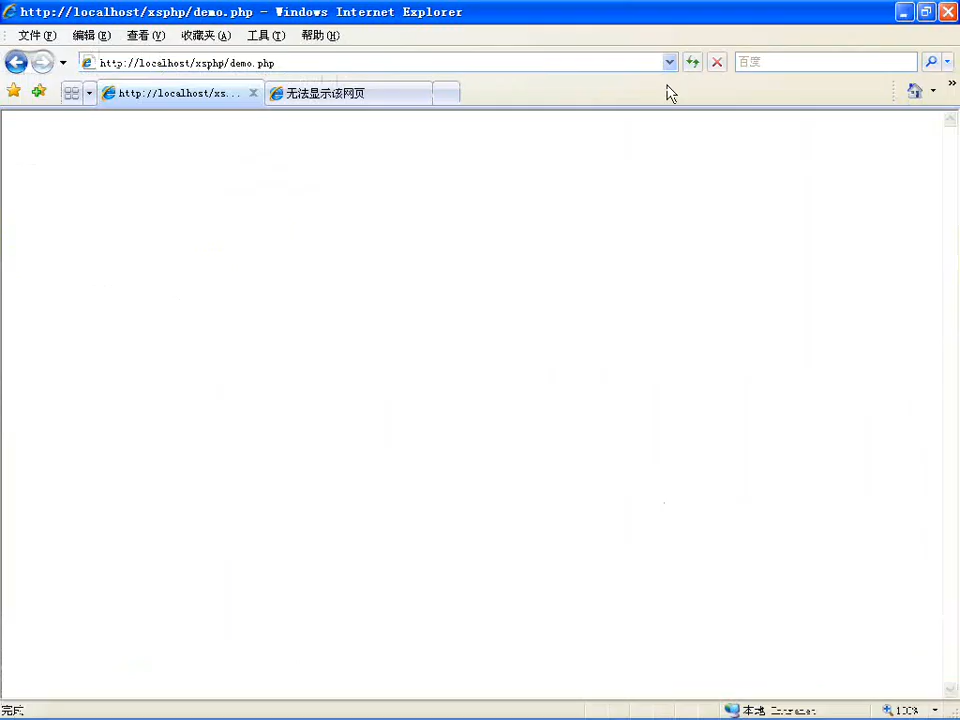 http://localhost/xsphp/demo.php - Windows Internet Explorer
文件(F) 编辑(E) 查看(V) 收藏夹(A) 工具(T) 帮助(H)
http://localhost/xsphp/demo.php 百度
http://localhost/xs... 无法显示该网页
完成 本地 Intranet 100%